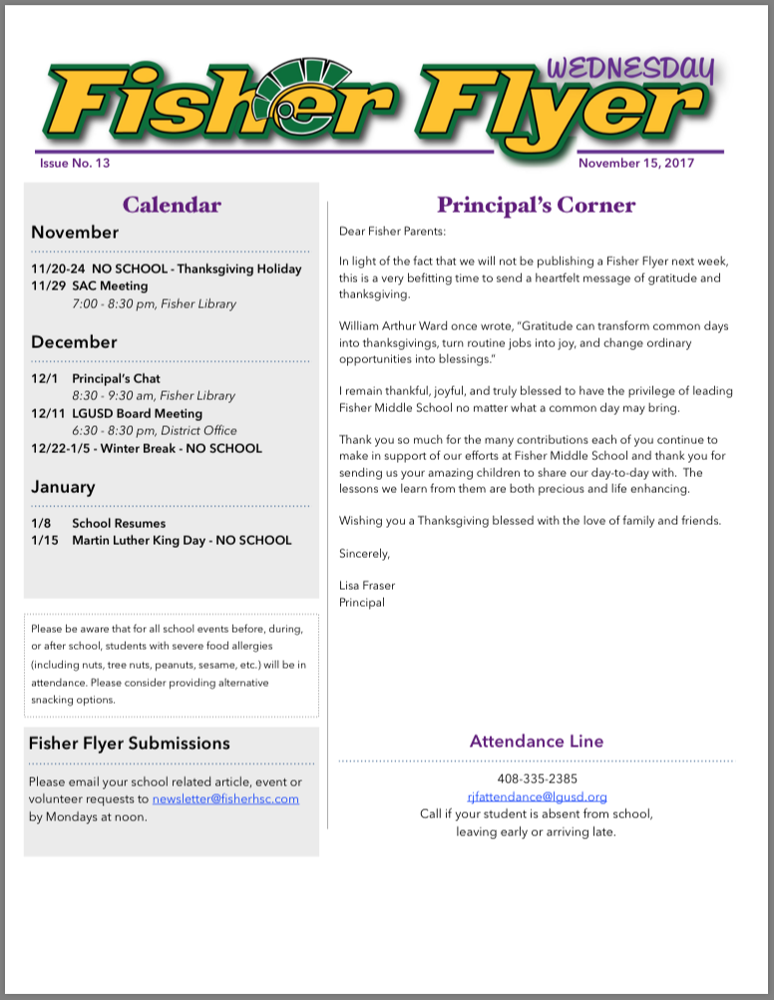 Fisher Flyer WEDNESDAY
Issue No. 13
November 15, 2017
Calendar
November
11/20-24 NO SCHOOL - Thanksgiving Holiday
11/29 SAC Meeting
7:00 - 8:30 pm, Fisher Library
December
12/1 Principal's Chat
8:30 - 9:30 am, Fisher Library
12/11 LGUSD Board Meeting
6:30 - 8:30 pm, District Office
12/22-1/5 - Winter Break - NO SCHOOL
January
1/8 School Resumes
1/15 Martin Luther King Day - NO SCHOOL
Please be aware that for all school events before, during,
or after school, students with severe food allergies
(including nuts, tree nuts, peanuts, sesame, etc.) will be in
attendance. Please consider providing alternative
snacking options.
Fisher Flyer Submissions
Please email your school related article, event or
volunteer requests to newsletter@fisherhsc.com
by Mondays at noon.
Principal's Corner
Dear Fisher Parents:
In light of the fact that we will not be publishing a Fisher Flyer next week,
this is a very befitting time to send a heartfelt message of gratitude and
thanksgiving.
William Arthur Ward once wrote, "Gratitude can transform common days
into thanksgivings, turn routine jobs into joy, and change ordinary
opportunities into blessings."
I remain thankful, joyful, and truly blessed to have the privilege of leading
Fisher Middle School no matter what a common day may bring.
Thank you so much for the many contributions each of you continue to
make in support of our efforts at Fisher Middle School and thank you for
sending us your amazing children to share our day-to-day with. The
lessons we learn from them are both precious and life enhancing.
Wishing you a Thanksgiving blessed with the love of family and friends.
Sincerely,
Lisa Fraser
Principal
Attendance Line
408-335-2385
rjfattendance@lgusd.org
Call if your student is absent from school,
leaving early or arriving late.